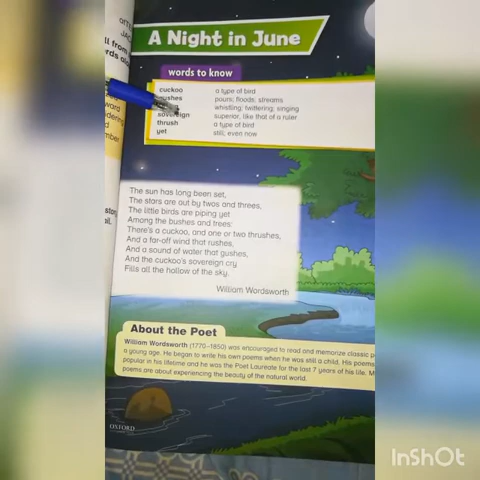 A Night in June
words to know
cuckoo a type of bird
pours; floods; streams
whistling; twittering; singing
sovereign superior, like that of a ruler
thrush a type of bird
yet still; even now
The sun has long been set,
The stars are out by twos and threes,
The little birds are piping yet
Among the bushes and trees:
There's a cuckoo, and one or two thrushes,
And a far-off wind that rushes,
And a sound of water that gushes,
And the cuckoo's sovereign cry
Fills all the hollow of the sky.
William Wordsworth
About the Poet
William Wordsworth (1770–1850) was encouraged to read and memorize classic
a young age. He began to write his own poems when he was still a child. His poems
popular in his lifetime and he was the Poet Laureate for the last 7 years of his life.
poems are about experiencing the beauty of the natural world.
OXFORD
InShOt